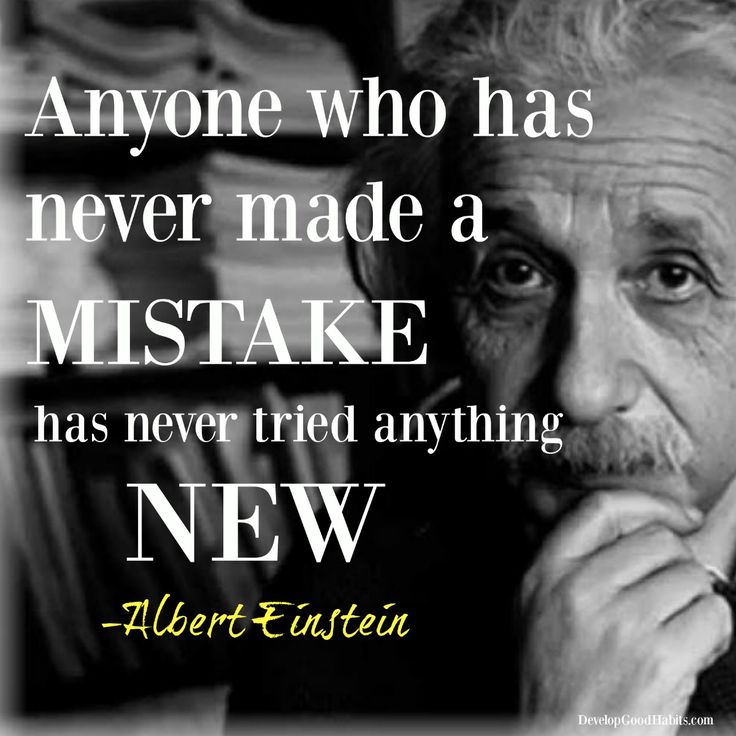 Anyone who has
never made a
MISTAKE
has never tried anything
NEW
-Albert Einstein
DevelopGoodHabits.com